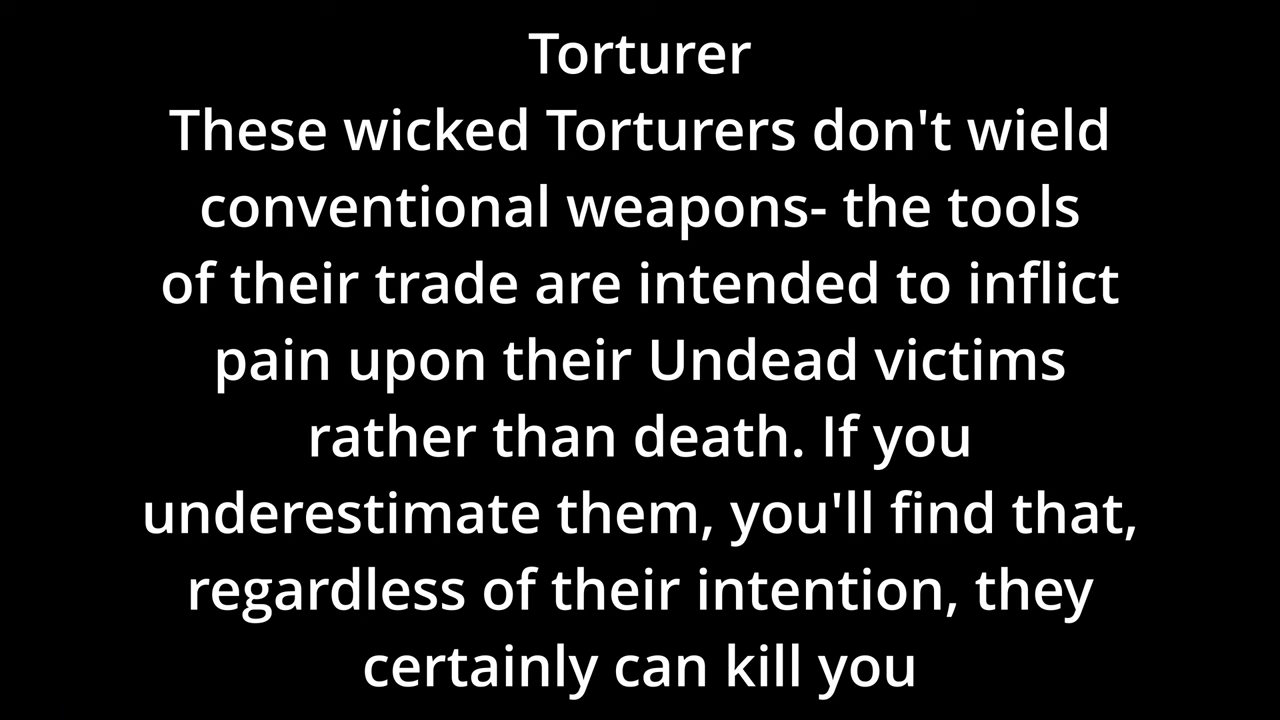 Torturer
These wicked Torturers don't wield
conventional weapons- the tools
of their trade are intended to inflict
pain upon their Undead victims
rather than death. If you
underestimate them, you'll find that,
regardless of their intention, they
certainly can kill you